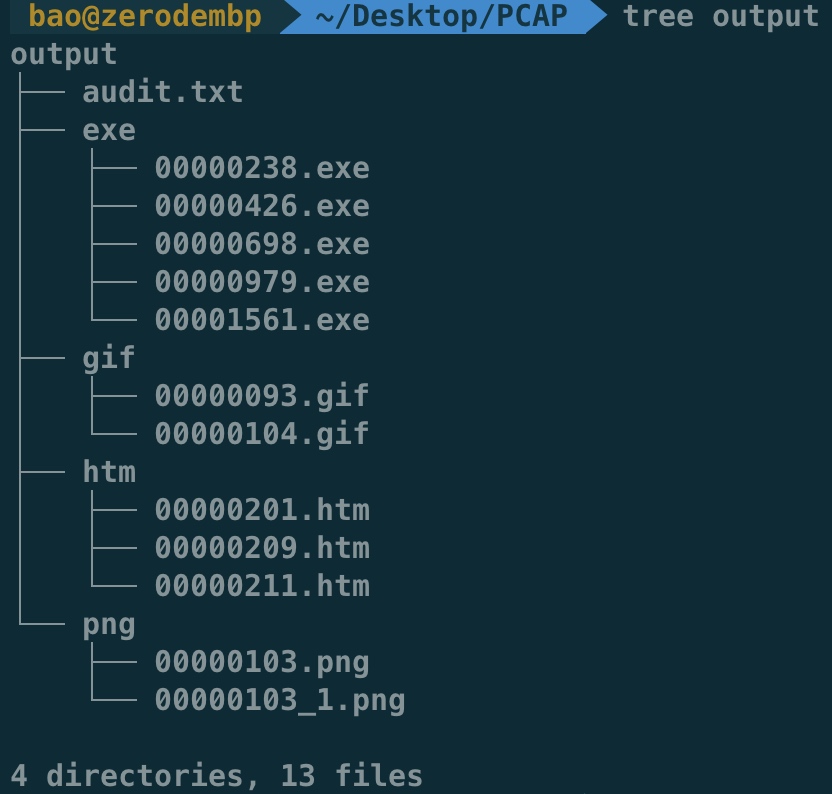 bao@zerodembp ~/Desktop/PCAP tree output
output
├── audit.txt
├── exe
│   ├── 00000238.exe
│   ├── 00000426.exe
│   ├── 00000698.exe
│   ├── 00000979.exe
│   └── 00001561.exe
├── gif
│   ├── 00000093.gif
│   └── 00000104.gif
├── htm
│   ├── 00000201.htm
│   ├── 00000209.htm
│   └── 00000211.htm
└── png
    ├── 00000103.png
    └── 00000103_1.png
4 directories, 13 files